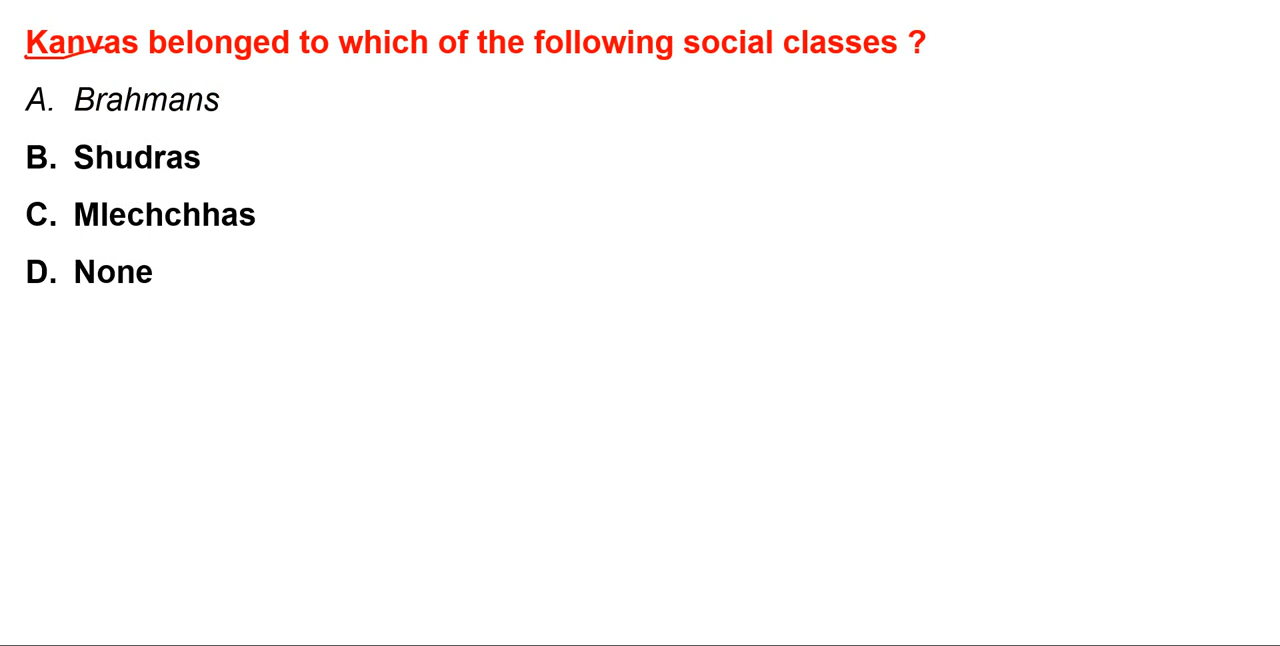 Kanvas belonged to which of the following social classes ?
A. Brahmans
B. Shudras
C. Mlechchhas
D. None